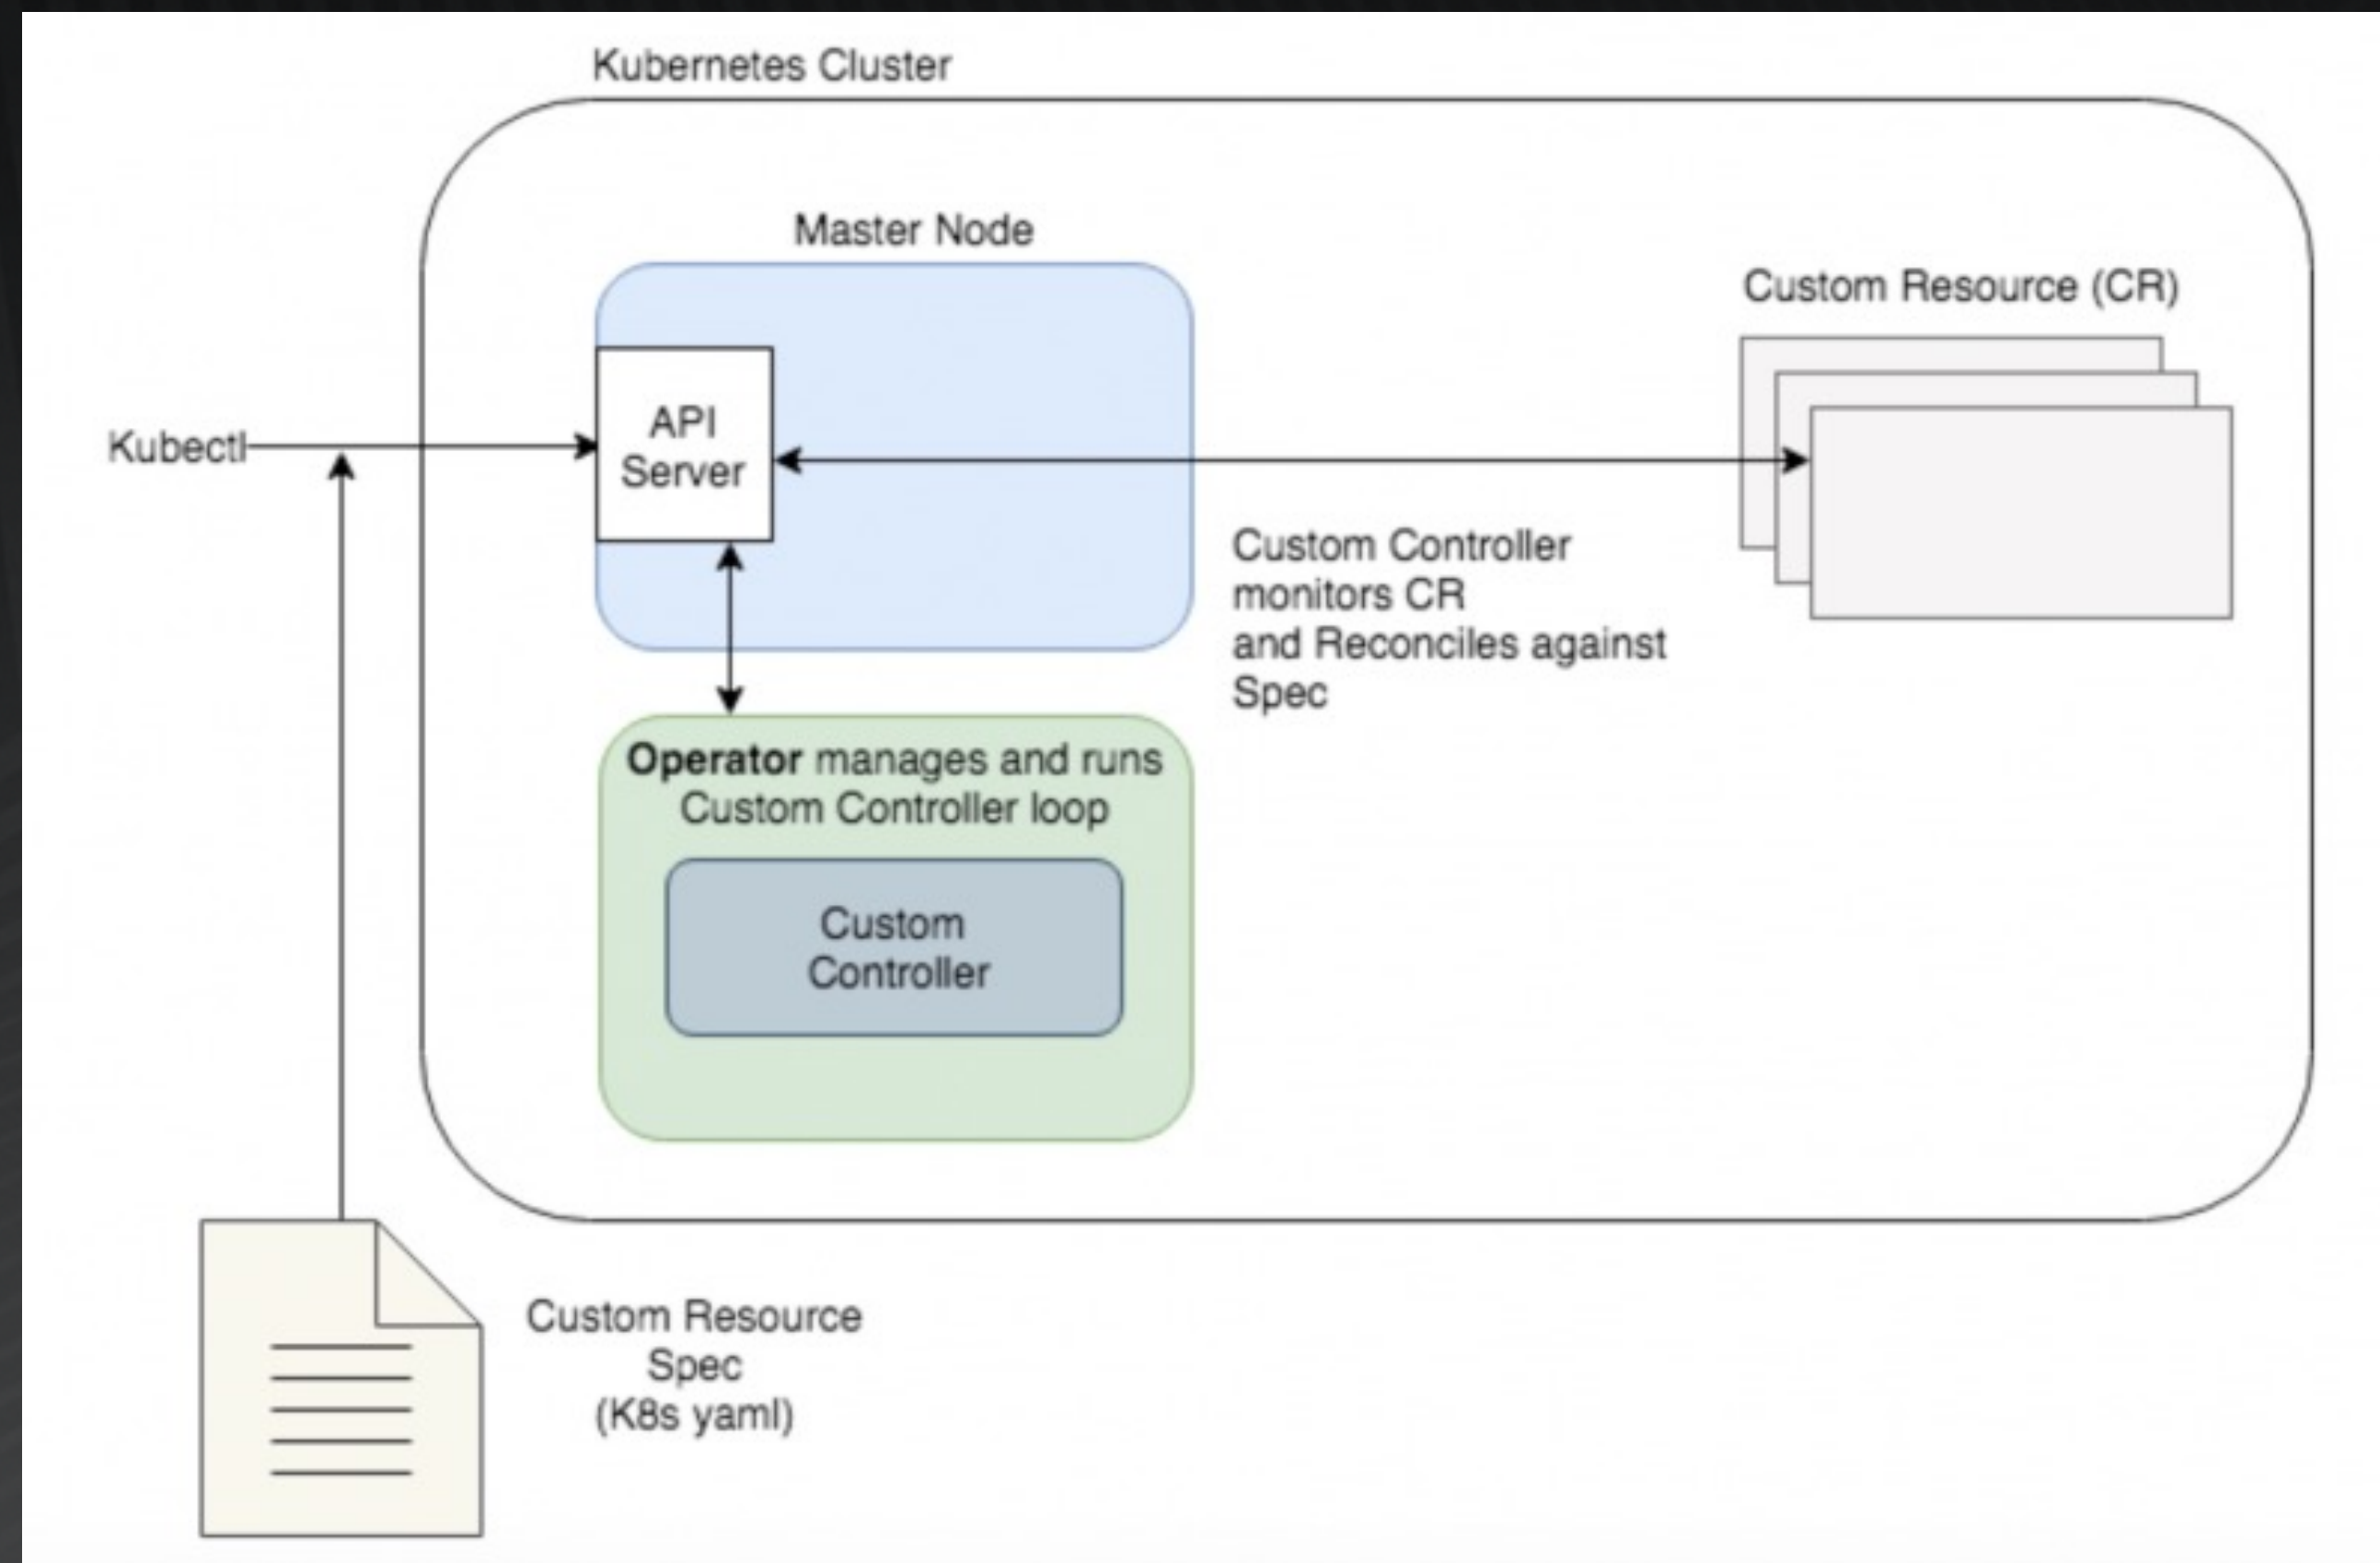 Kubernetes Cluster
Master Node
Custom Resource (CR)
API
Server
Kubectl
Custom Controller
monitors CR
and Reconciles against
Spec
Operator manages and runs
Custom Controller loop
Custom
Controller
Custom Resource
Spec
(K8s yaml)